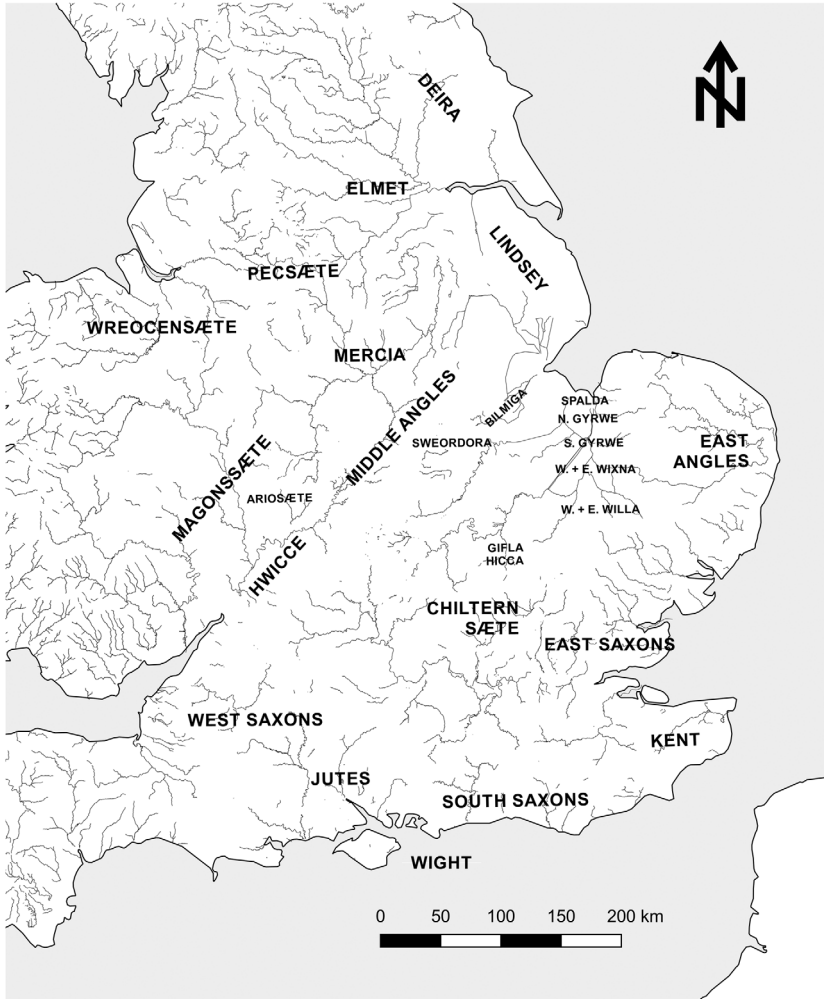 N
DEIRA
ELMET
LINDSEY
PECSÆTE
WREOCENSÆTE
MERCIA
MIDDLE ANGLES
BILMIGA
SPALDA
N. GYRWE
SWEORDORA
S. GYRWE
EAST
ANGLES
W. + E. WIXNA
MAGONSSÆTE
ARIOSÆTE
W. + E. WILLA
GIFLA
HICCA
HWICCE
CHILTERN
SÆTE
EAST SAXONS
WEST SAXONS
KENT
JUTES
SOUTH SAXONS
WIGHT
0 50 100 150 200 km